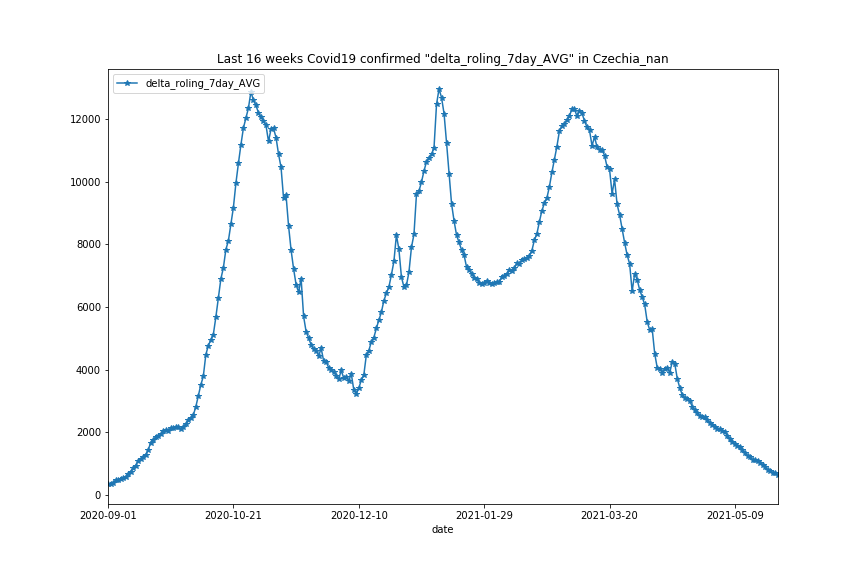 Last 16 weeks Covid19 confirmed "delta_roling_7day_AVG" in Czechia_nan
delta_roling_7day_AVG
12000
10000
8000
6000
4000
2000
0
2020-09-01 2020-10-21 2020-12-10 2021-01-29 2021-03-20 2021-05-09
date